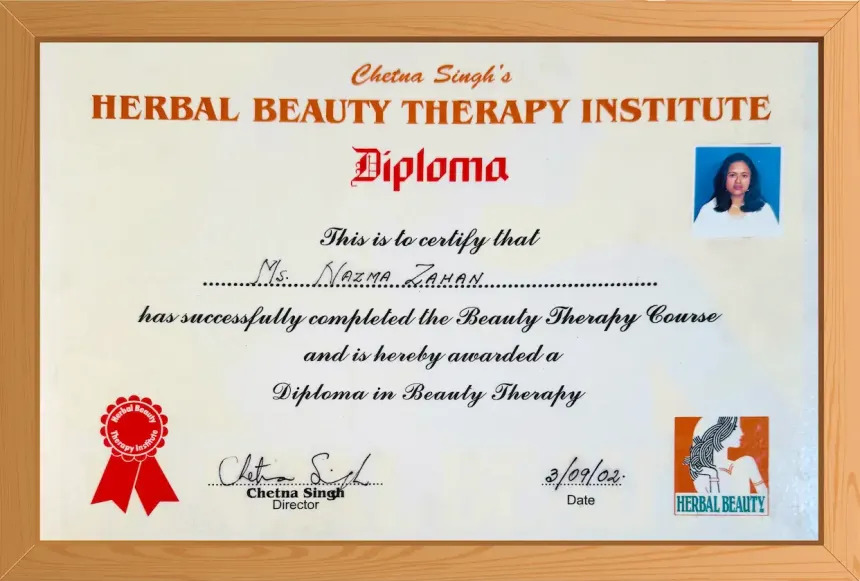 Chetna Singh's
HERBAL BEAUTY THERAPY INSTITUTE
Diploma
This is to certify that
Ms. NAZMA ZAHAN
has successfully completed the Beauty Therapy Course
and is hereby awarded a
Diploma in Beauty Therapy
Herbal Beauty
Therapy Institute
Chetna Singh
Chetna Singh
Director
3/09/02.
Date
HERBAL BEAUTY